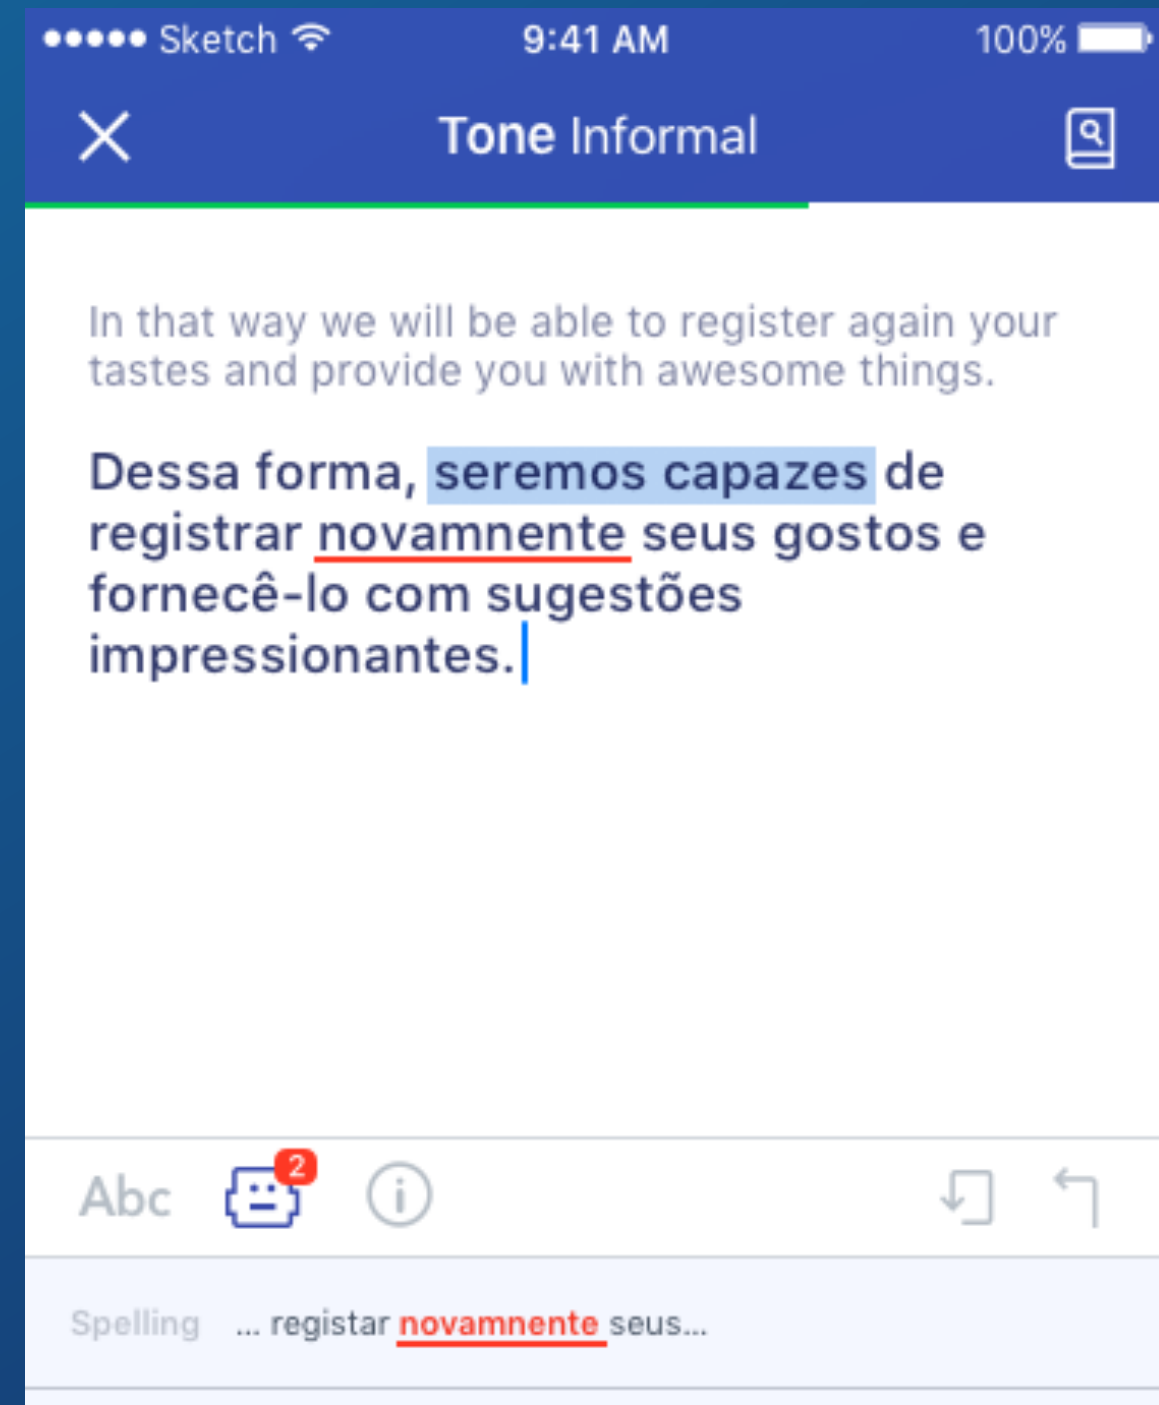 Sketch 9:41 AM 100%
Tone Informal
In that way we will be able to register again your
tastes and provide you with awesome things.
Dessa forma, seremos capazes de
registrar novamnente seus gostos e
fornecê-lo com sugestões
impressionantes.
Abc 2 i
Spelling ... registar novamnente seus...